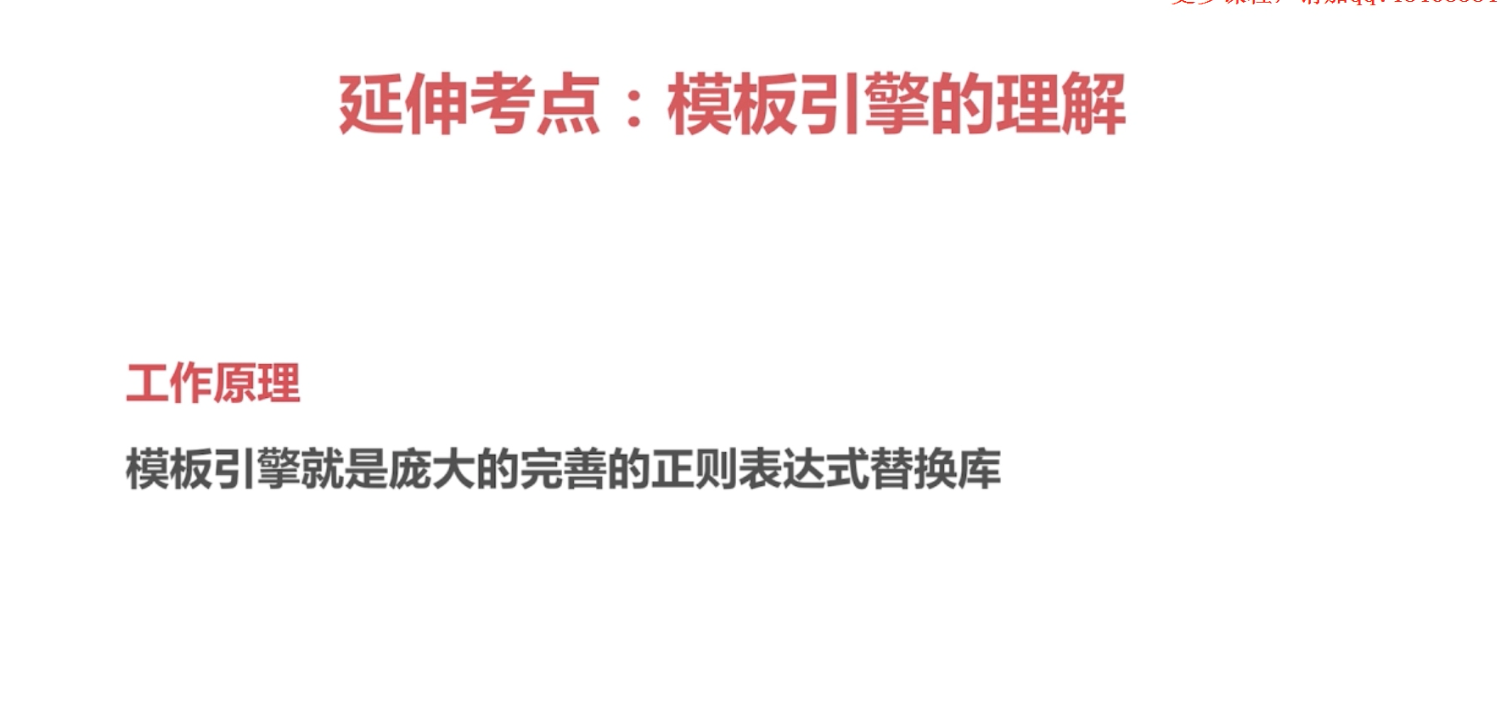 延伸考点：模板引擎的理解
工作原理
模板引擎就是庞大的完善的正则表达式替换库